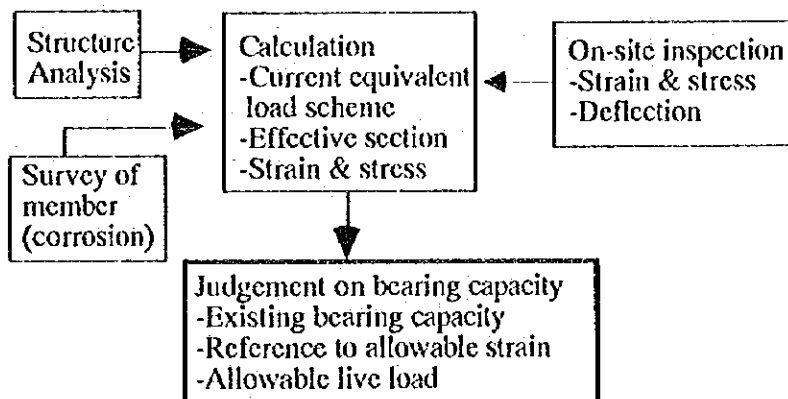 Structure
Analysis
Calculation
-Current equivalent
load scheme
-Effective section
-Strain & stress
On-site inspection
-Strain & stress
-Deflection
Survey of
member
(corrosion)
Judgement on bearing capacity
-Existing bearing capacity
-Reference to allowable strain
-Allowable live load